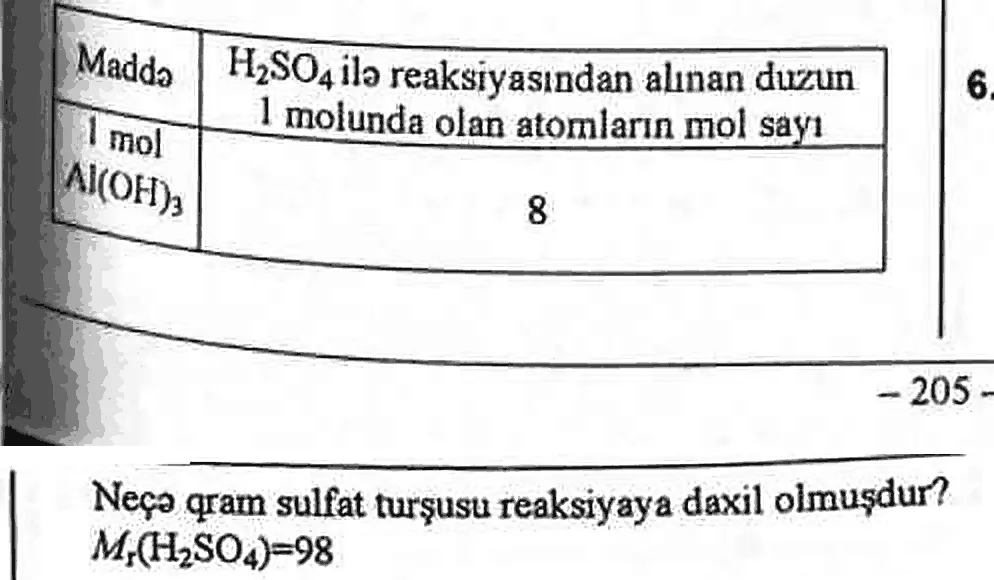 Maddə
H₂SO₄ ilə reaksiyasından alınan duzun
1 molunda olan atomların mol sayı
1 mol
Al(OH)₃
8
6.
– 205 -
Neçə qram sulfat turşusu reaksiyaya daxil olmuşdur?
Mᵣ(H₂SO₄)=98